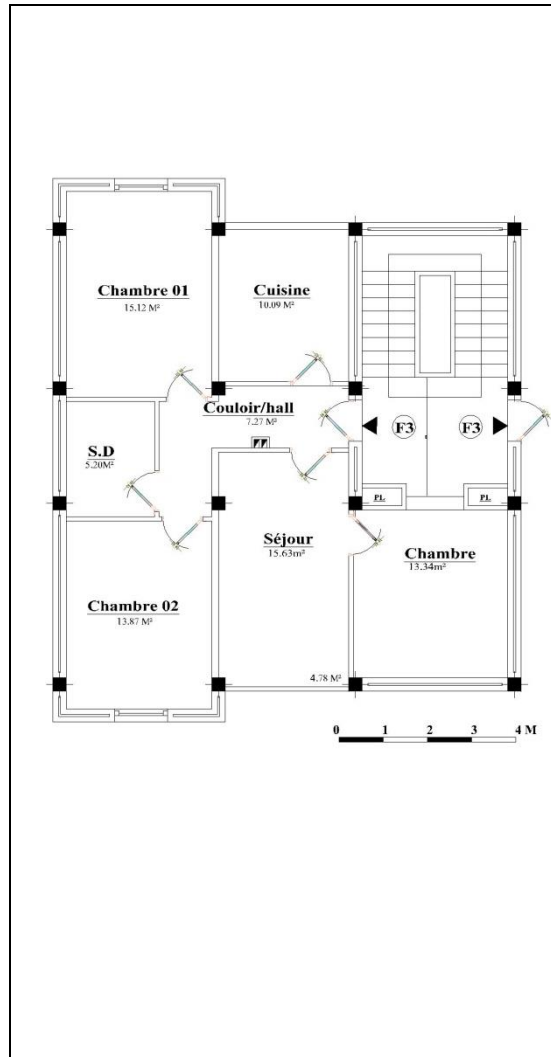 Chambre 01
15.12 M²
Cuisine
10.09 M²
Couloir/hall
7.27 M²
F3
F3
S.D
5.20M²
PL
PL
Séjour
15.63m²
Chambre
13.34m²
Chambre 02
13.87 M²
4.78 M²
0 1 2 3 4 M